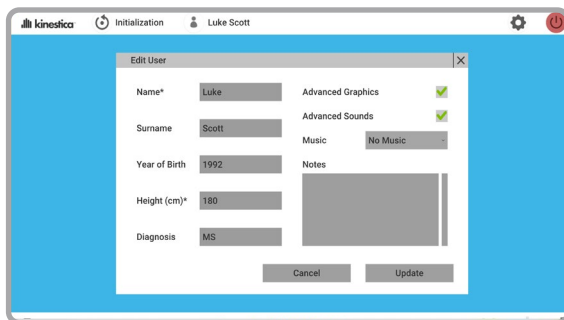 kinestica Initialization Luke Scott
Edit User
Name* Luke
Surname Scott
Year of Birth 1992
Height (cm)* 180
Diagnosis MS
Advanced Graphics
Advanced Sounds
Music No Music
Notes
Cancel Update